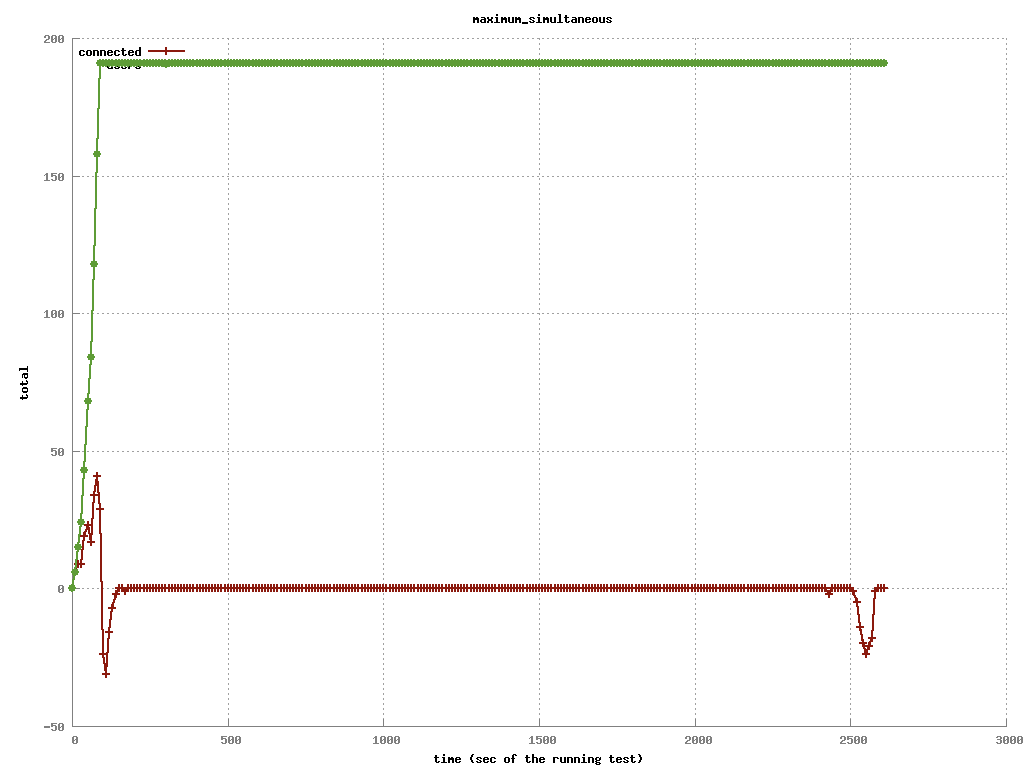 maximum_simultaneous
200
connected
users
150
100
total
50
0
-50
0 500 1000 1500 2000 2500 3000
time (sec of the running test)